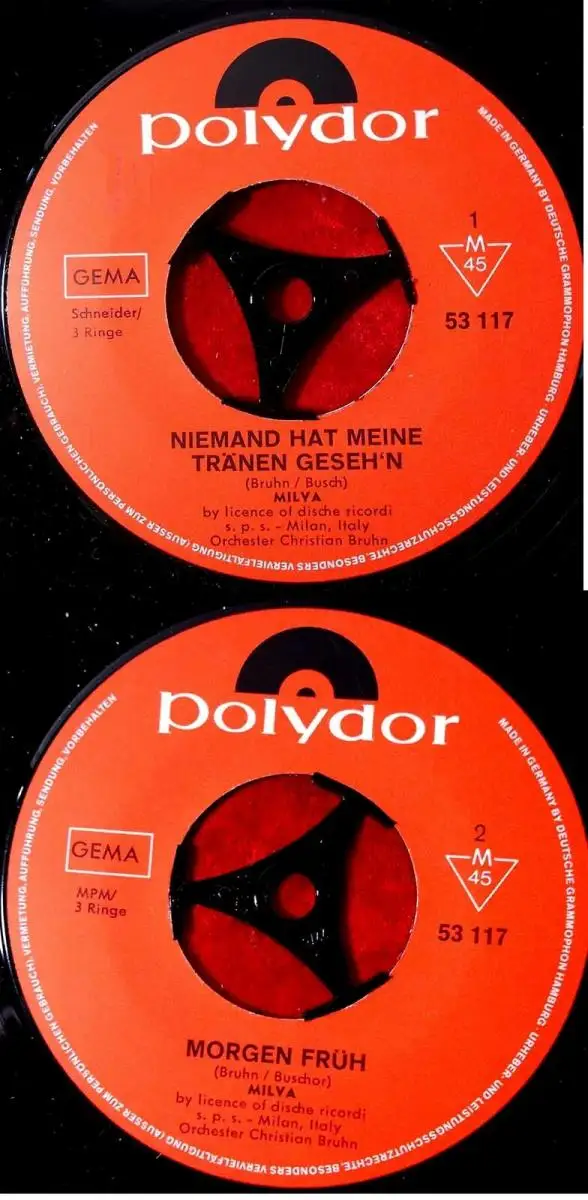 polydor
GEMA
Schneider/
3 Ringe
1
M
45
53 117
NIEMAND HAT MEINE
TRÄNEN GESEH'N
(Bruhn / Busch)
MILVA
by licence of dische ricordi
s. p. s. - Milan, Italy
Orchester Christian Bruhn
MADE IN GERMANY BY DEUTSCHE GRAMMOPHON HAMBURG · URHEBER- UND LEISTUNGSSCHUTZRECHTE, BESONDERS VERVIELFÄLTIGUNG (AUSSER ZUM PERSÖNLICHEN GEBRAUCH), VERMIETUNG, AUFFÜHRUNG, SENDUNG, VORBEHALTEN
polydor
GEMA
MPM/
3 Ringe
2
M
45
53 117
MORGEN FRÜH
(Bruhn / Buschor)
MILVA
by licence of dische ricordi
s. p. s. - Milan, Italy
Orchester Christian Bruhn
MADE IN GERMANY BY DEUTSCHE GRAMMOPHON HAMBURG · URHEBER- UND LEISTUNGSSCHUTZRECHTE, BESONDERS VERVIELFÄLTIGUNG (AUSSER ZUM PERSÖNLICHEN GEBRAUCH), VERMIETUNG, AUFFÜHRUNG, SENDUNG, VORBEHALTEN